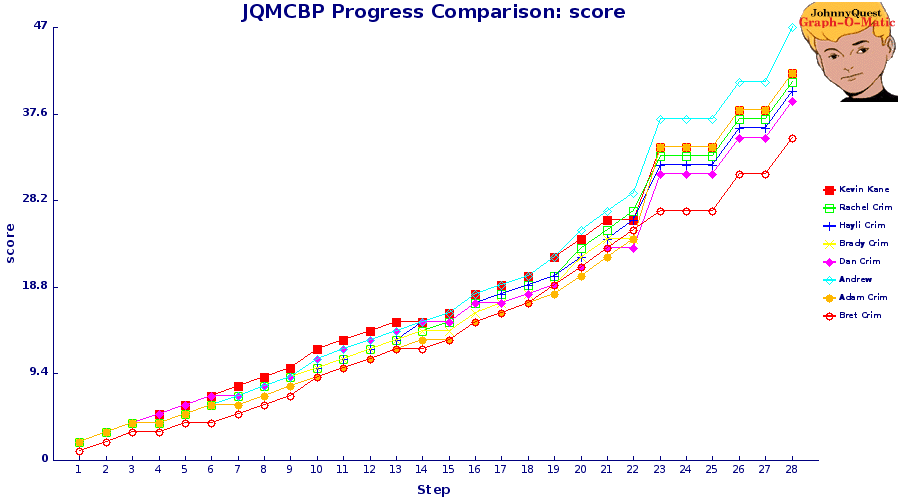 JQMCBP Progress Comparison: score
JohnnyQuest
Graph-O-Matic
47
37.6
28.2
18.8
9.4
0
score
1 2 3 4 5 6 7 8 9 10 11 12 13 14 15 16 17 18 19 20 21 22 23 24 25 26 27 28
Step
Kevin Kane
Rachel Crim
Hayli Crim
Brady Crim
Dan Crim
Andrew
Adam Crim
Bret Crim